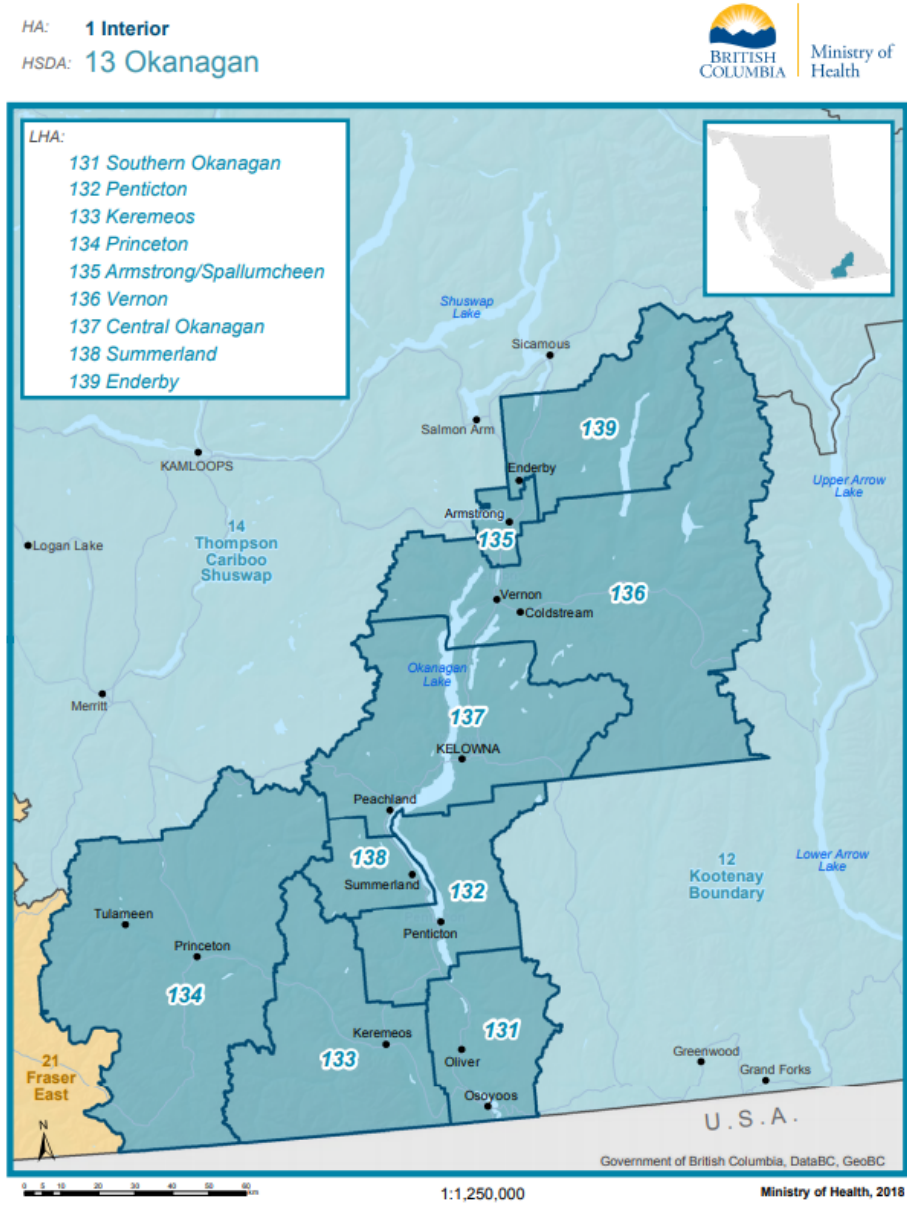 HA: 1 Interior
HSDA: 13 Okanagan
BRITISH
COLUMBIA
Ministry of
Health
LHA:
131 Southern Okanagan
132 Penticton
133 Keremeos
134 Princeton
135 Armstrong/Spallumcheen
136 Vernon
137 Central Okanagan
138 Summerland
139 Enderby
Shuswap
Lake
Sicamous
Salmon Arm
139
KAMLOOPS
Enderby
Upper Arrow
Lake
Armstrong
14
Thompson
Cariboo
Shuswap
135
Logan Lake
Vernon
136
Coldstream
Okanagan
Lake
Merritt
137
KELOWNA
Peachland
138
Summerland
132
12
Kootenay
Boundary
Lower Arrow
Lake
Tulameen
Penticton
Princeton
134
Keremeos
131
133
Oliver
21
Fraser
East
Greenwood
Grand Forks
Osoyoos
U.S.A.
N
Government of British Columbia, DataBC, GeoBC
0 5 10 20 30 40 50 60
km
1:1,250,000
Ministry of Health, 2018